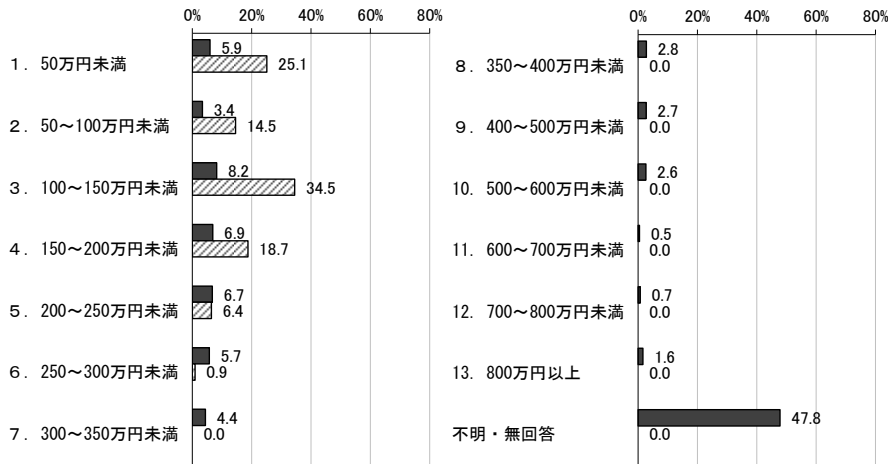 0% 20% 40% 60% 80%
1. 50万円未満 5.9 25.1
2. 50～100万円未満 3.4 14.5
3. 100～150万円未満 8.2 34.5
4. 150～200万円未満 6.9 18.7
5. 200～250万円未満 6.7 6.4
6. 250～300万円未満 5.7 0.9
7. 300～350万円未満 4.4 0.0
0% 20% 40% 60% 80%
8. 350～400万円未満 2.8 0.0
9. 400～500万円未満 2.7 0.0
10. 500～600万円未満 2.6 0.0
11. 600～700万円未満 0.5 0.0
12. 700～800万円未満 0.7 0.0
13. 800万円以上 1.6 0.0
不明・無回答 47.8 0.0